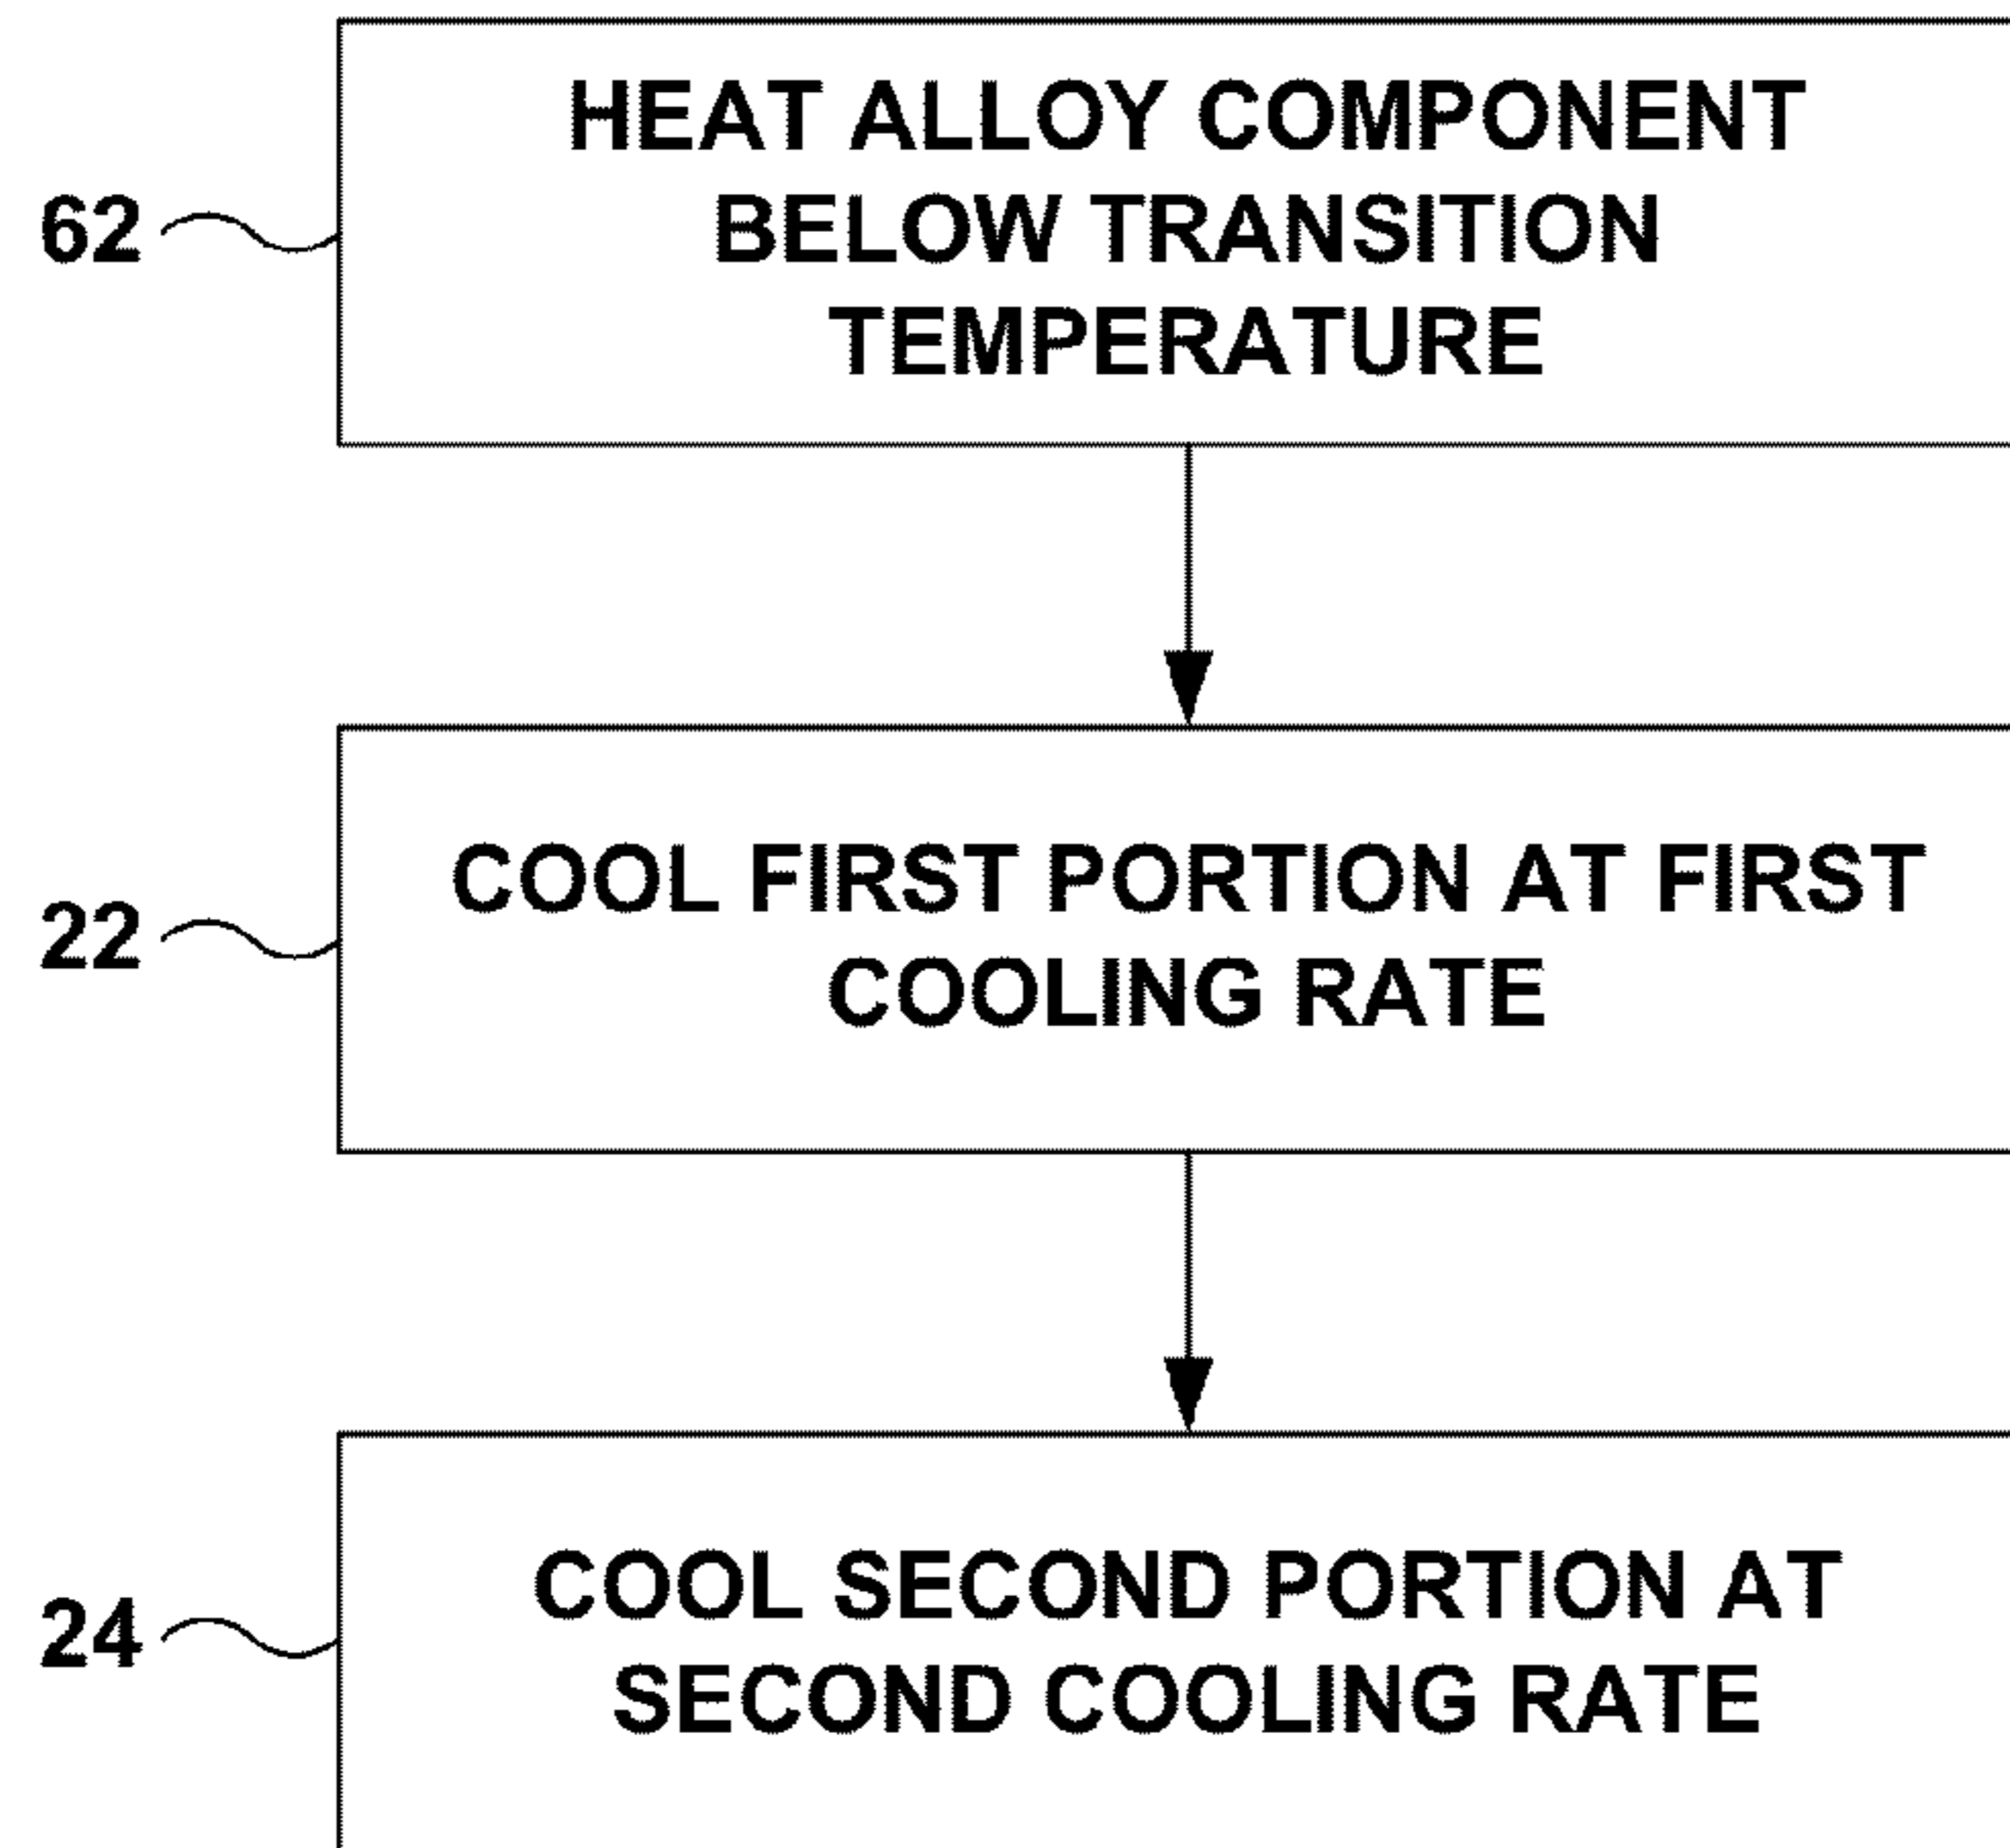 62
HEAT ALLOY COMPONENT
BELOW TRANSITION
TEMPERATURE
22
COOL FIRST PORTION AT FIRST
COOLING RATE
24
COOL SECOND PORTION AT
SECOND COOLING RATE